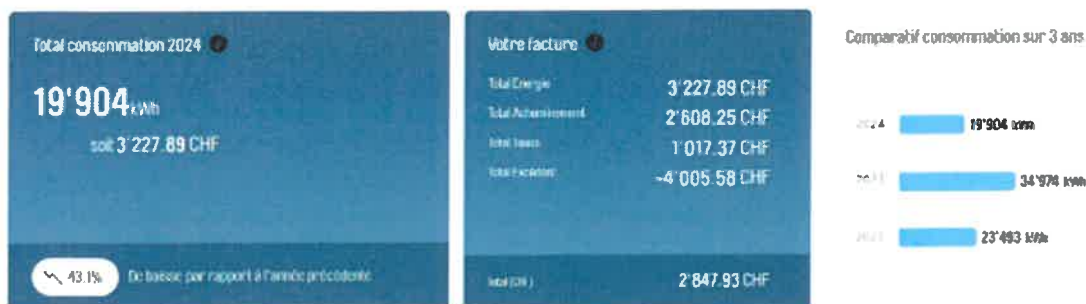 Total consommation 2024
19'904 kWh
soit 3'227.89 CHF
43.1% De baisse par rapport à l'année précédente
Votre facture
Total Energie 3'227.89 CHF
Total Acheminement 2'608.25 CHF
Total Taxes 1'017.37 CHF
Total Excédent -4'005.58 CHF
Total (CHF) 2'847.93 CHF
Comparatif consommation sur 3 ans
2024 19'904 kWh
34'974 kWh
23'493 kWh